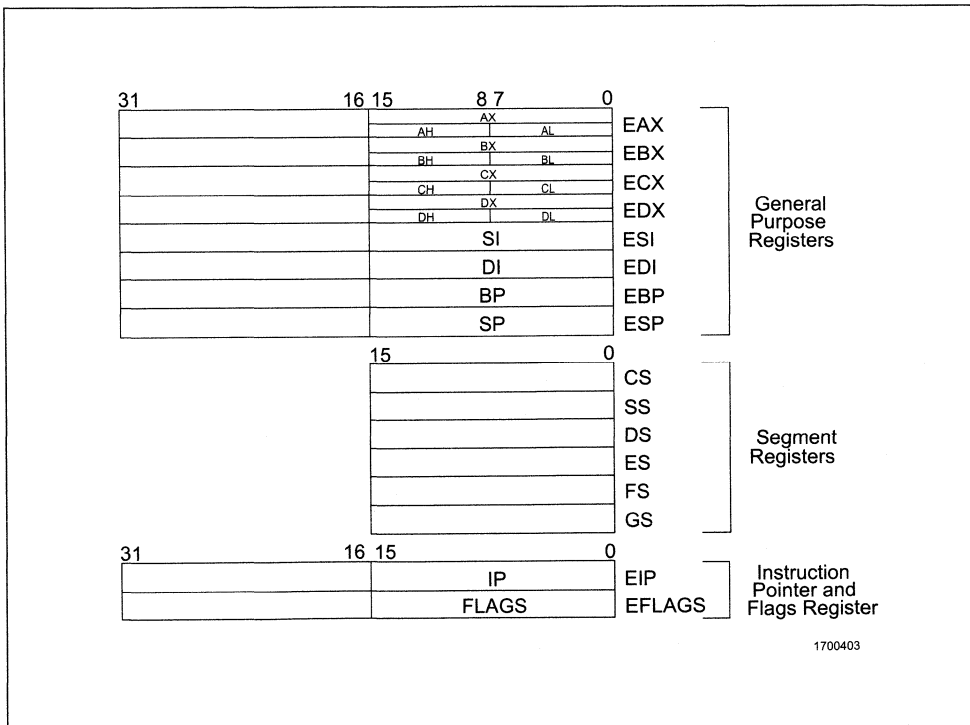 31 16 15 8 7 0
AX
AH AL EAX
BX
BH BL EBX
CX
CH CL ECX
DX
DH DL EDX
SI ESI
DI EDI
BP EBP
SP ESP
General
Purpose
Registers
15 0
CS
SS
DS
ES
FS
GS
Segment
Registers
31 16 15 0
IP EIP
FLAGS EFLAGS
Instruction
Pointer and
Flags Register
1700403